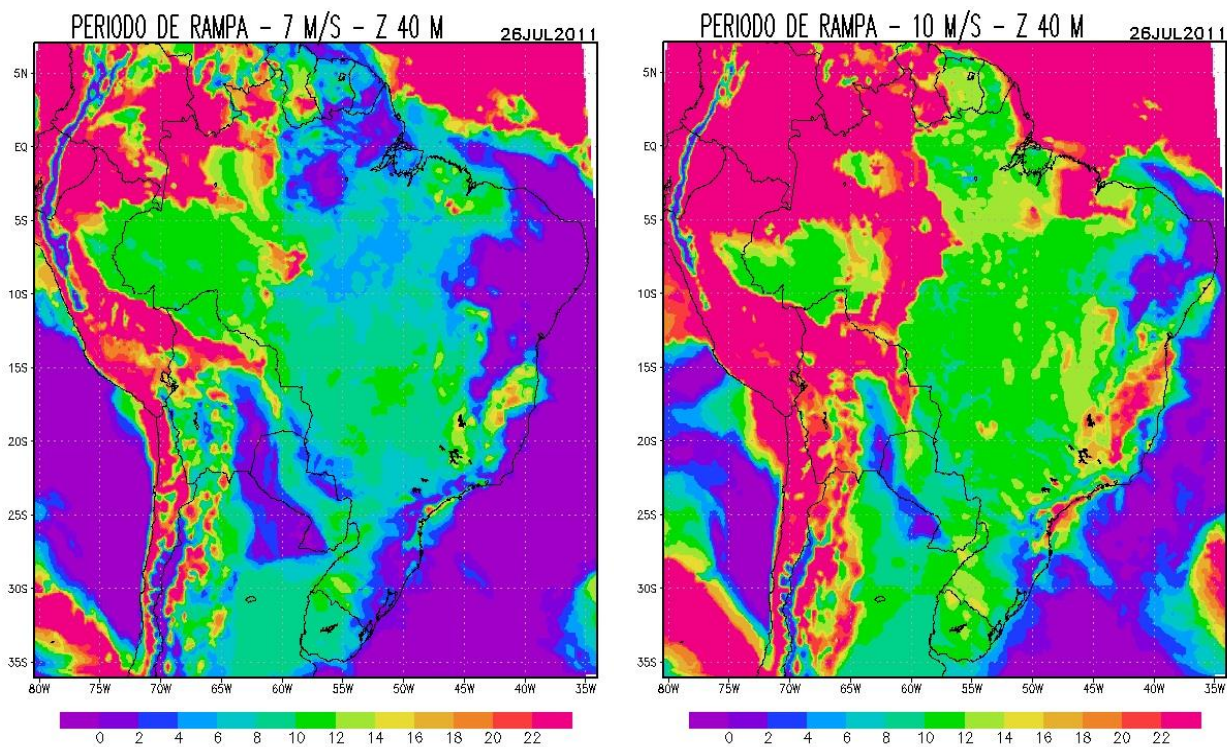 PERIODO DE RAMPA – 7 M/S – Z 40 M
26JUL2011
5N
EQ
5S
10S
15S
20S
25S
30S
35S
80W 75W 70W 65W 60W 55W 50W 45W 40W 35W
0 2 4 6 8 10 12 14 16 18 20 22
PERIODO DE RAMPA – 10 M/S – Z 40 M
26JUL2011
5N
EQ
5S
10S
15S
20S
25S
30S
35S
80W 75W 70W 65W 60W 55W 50W 45W 40W 35W
0 2 4 6 8 10 12 14 16 18 20 22